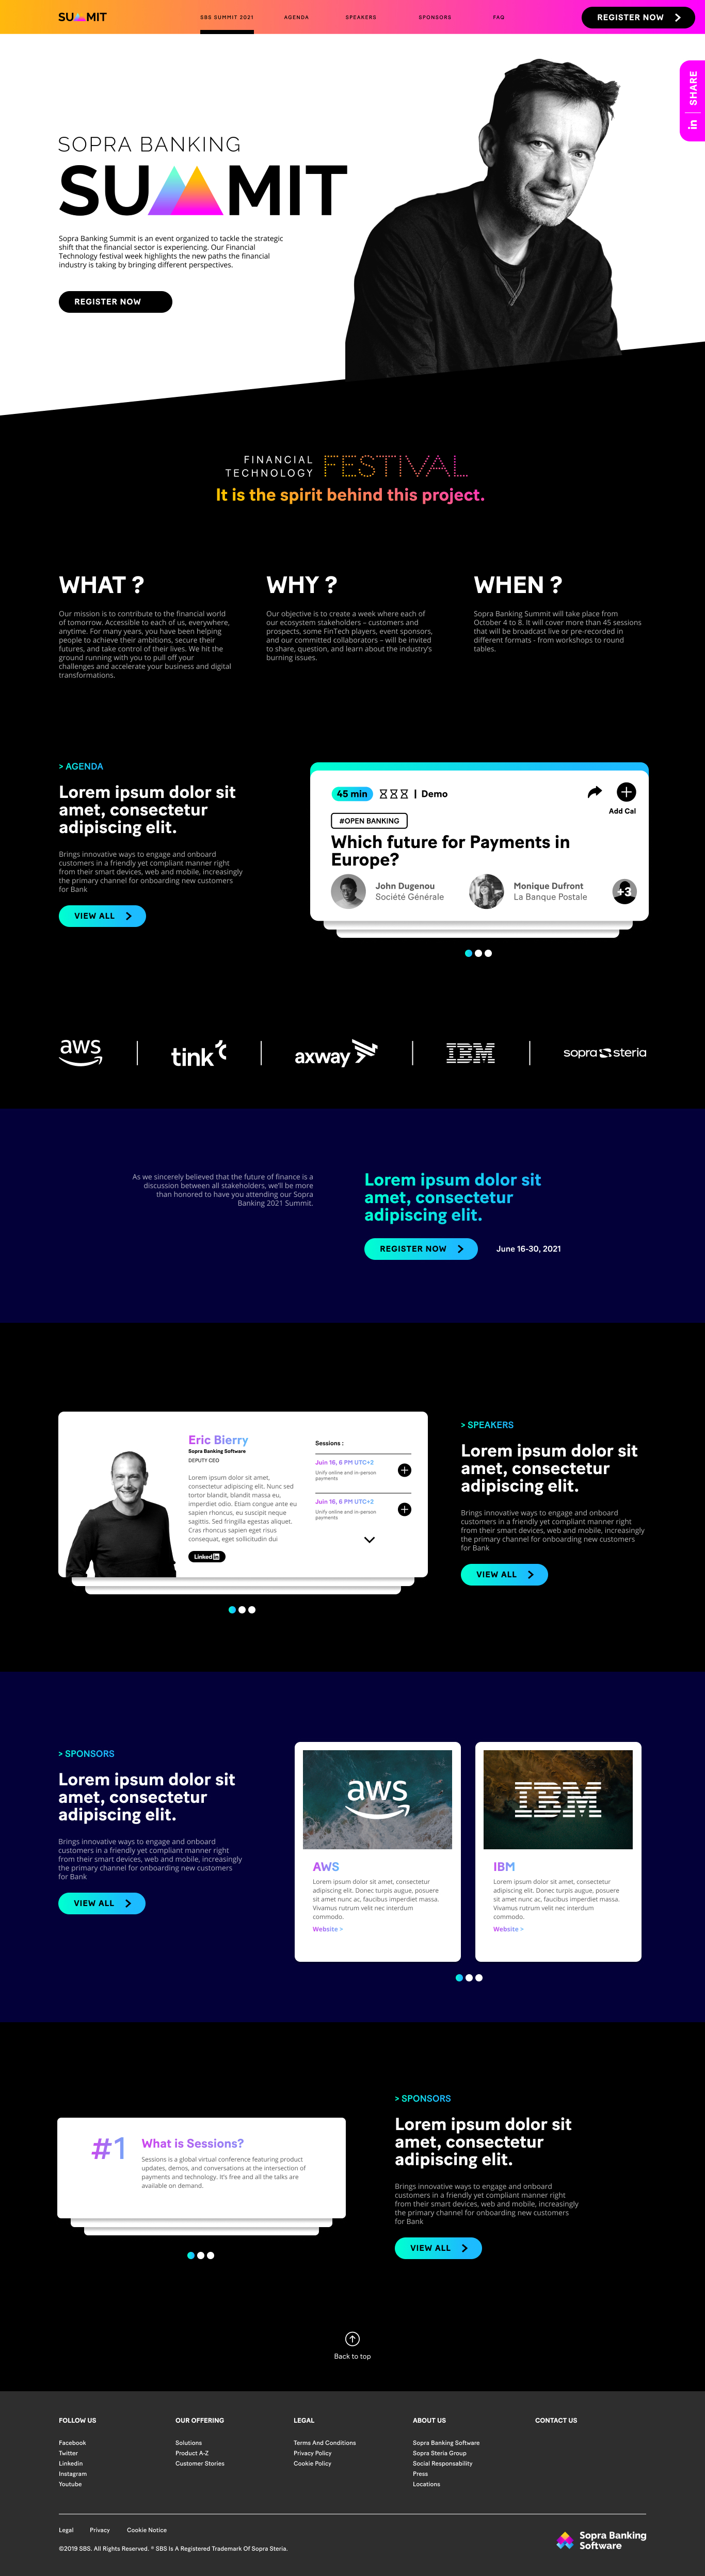 SUMMIT
SBS SUMMIT 2021
AGENDA
SPEAKERS
SPONSORS
FAQ
REGISTER NOW
SHARE
in
SOPRA BANKING
SUMMIT
Sopra Banking Summit is an event organized to tackle the strategic
shift that the financial sector is experiencing. Our Financial
Technology festival week highlights the new paths the financial
industry is taking by bringing different perspectives.
REGISTER NOW
FINANCIAL
TECHNOLOGY
FESTIVAL
It is the spirit behind this project.
WHAT ?
Our mission is to contribute to the financial world
of tomorrow. Accessible to each of us, everywhere,
anytime. For many years, you have been helping
people to achieve their ambitions, secure their
futures, and take control of their lives. We hit the
ground running with you to pull off your
challenges and accelerate your business and digital
transformations.
WHY ?
Our objective is to create a week where each of
our ecosystem stakeholders – customers and
prospects, some FinTech players, event sponsors,
and our committed collaborators – will be invited
to share, question, and learn about the industry's
burning issues.
WHEN ?
Sopra Banking Summit will take place from
October 4 to 8. It will cover more than 45 sessions
that will be broadcast live or pre-recorded in
different formats - from workshops to round
tables.
> AGENDA
Lorem ipsum dolor sit
amet, consectetur
adipiscing elit.
Brings innovative ways to engage and onboard
customers in a friendly yet compliant manner right
from their smart devices, web and mobile, increasingly
the primary channel for onboarding new customers
for Bank
VIEW ALL
45 min
| Demo
Add Cal
#OPEN BANKING
Which future for Payments in
Europe?
John Dugenou
Société Générale
Monique Dufront
La Banque Postale
+3
aws
tink
axway
IBM
sopra steria
As we sincerely believed that the future of finance is a
discussion between all stakeholders, we'll be more
than honored to have you attending our Sopra
Banking 2021 Summit.
Lorem ipsum dolor sit
amet, consectetur
adipiscing elit.
REGISTER NOW
June 16-30, 2021
Eric Bierry
Sopra Banking Software
DEPUTY CEO
Lorem ipsum dolor sit amet,
consectetur adipiscing elit. Nunc sed
tortor blandit, blandit massa eu,
imperdiet odio. Etiam congue ante eu
sapien rhoncus, eu suscipit neque
sagittis. Sed fringilla egestas aliquet.
Cras rhoncus sapien eget risus
consequat, eget sollicitudin dui
Linked in
Sessions :
Juin 16, 6 PM UTC+2
Unify online and in-person
payments
Juin 16, 6 PM UTC+2
Unify online and in-person
payments
> SPEAKERS
Lorem ipsum dolor sit
amet, consectetur
adipiscing elit.
Brings innovative ways to engage and onboard
customers in a friendly yet compliant manner right
from their smart devices, web and mobile, increasingly
the primary channel for onboarding new customers
for Bank
VIEW ALL
> SPONSORS
Lorem ipsum dolor sit
amet, consectetur
adipiscing elit.
Brings innovative ways to engage and onboard
customers in a friendly yet compliant manner right
from their smart devices, web and mobile, increasingly
the primary channel for onboarding new customers
for Bank
VIEW ALL
aws
AWS
Lorem ipsum dolor sit amet, consectetur
adipiscing elit. Donec turpis augue, posuere
sit amet nunc ac, faucibus imperdiet massa.
Vivamus rutrum velit nec interdum
commodo.
Website >
IBM
IBM
Lorem ipsum dolor sit amet, consectetur
adipiscing elit. Donec turpis augue, posuere
sit amet nunc ac, faucibus imperdiet massa.
Vivamus rutrum velit nec interdum
commodo.
Website >
#1
What is Sessions?
Sessions is a global virtual conference featuring product
updates, demos, and conversations at the intersection of
payments and technology. It's free and all the talks are
available on demand.
> SPONSORS
Lorem ipsum dolor sit
amet, consectetur
adipiscing elit.
Brings innovative ways to engage and onboard
customers in a friendly yet compliant manner right
from their smart devices, web and mobile, increasingly
the primary channel for onboarding new customers
for Bank
VIEW ALL
Back to top
FOLLOW US
Facebook
Twitter
Linkedin
Instagram
Youtube
OUR OFFERING
Solutions
Product A-Z
Customer Stories
LEGAL
Terms And Conditions
Privacy Policy
Cookie Policy
ABOUT US
Sopra Banking Software
Sopra Steria Group
Social Responsability
Press
Locations
CONTACT US
Legal
Privacy
Cookie Notice
©2019 SBS. All Rights Reserved. ® SBS Is A Registered Trademark Of Sopra Steria.
Sopra Banking
Software